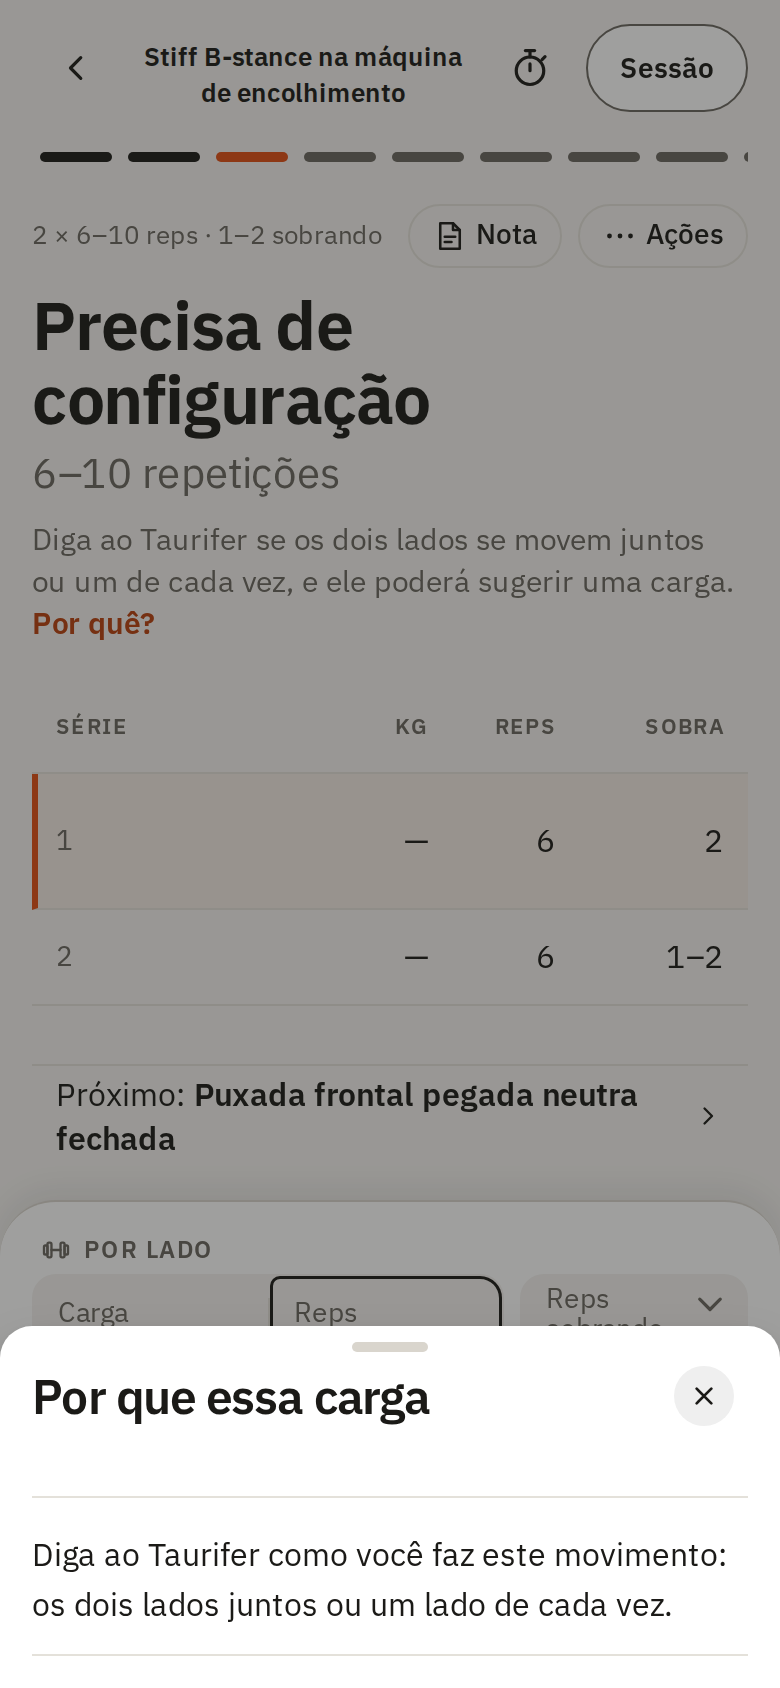 Stiff B-stance na máquina
de encolhimento
Sessão
2 × 6–10 reps · 1–2 sobrando
Nota
Ações
Precisa de
configuração
6–10 repetições
Diga ao Taurifer se os dois lados se movem juntos
ou um de cada vez, e ele poderá sugerir uma carga.
Por quê?
SÉRIE KG REPS SOBRA
1 — 6 2
2 — 6 1–2
Próximo: Puxada frontal pegada neutra
fechada
POR LADO
Carga
Reps
Reps
sobrando
Por que essa carga
Diga ao Taurifer como você faz este movimento:
os dois lados juntos ou um lado de cada vez.